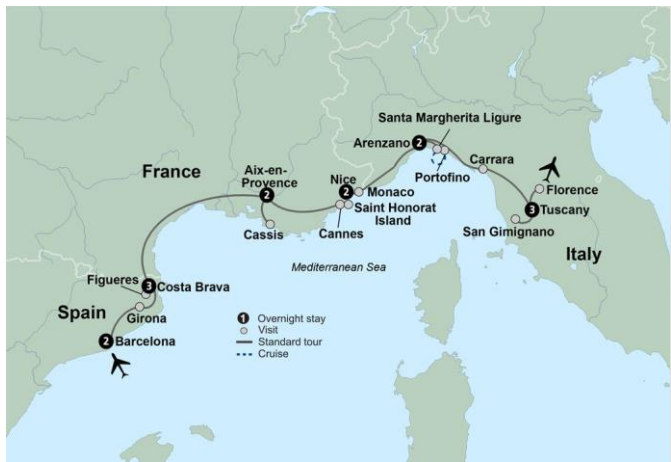 Santa Margherita Ligure
Arenzano
2
France
Aix-en-
Provence
2
Nice
2
Monaco
Portofino
Carrara
Florence
3
Tuscany
Saint Honorat
Island
Cannes
Cassis
San Gimignano
Italy
Mediterranean Sea
Figueres
3
Costa Brava
Spain
Girona
2
Barcelona
1 Overnight stay
Visit
Standard tour
Cruise